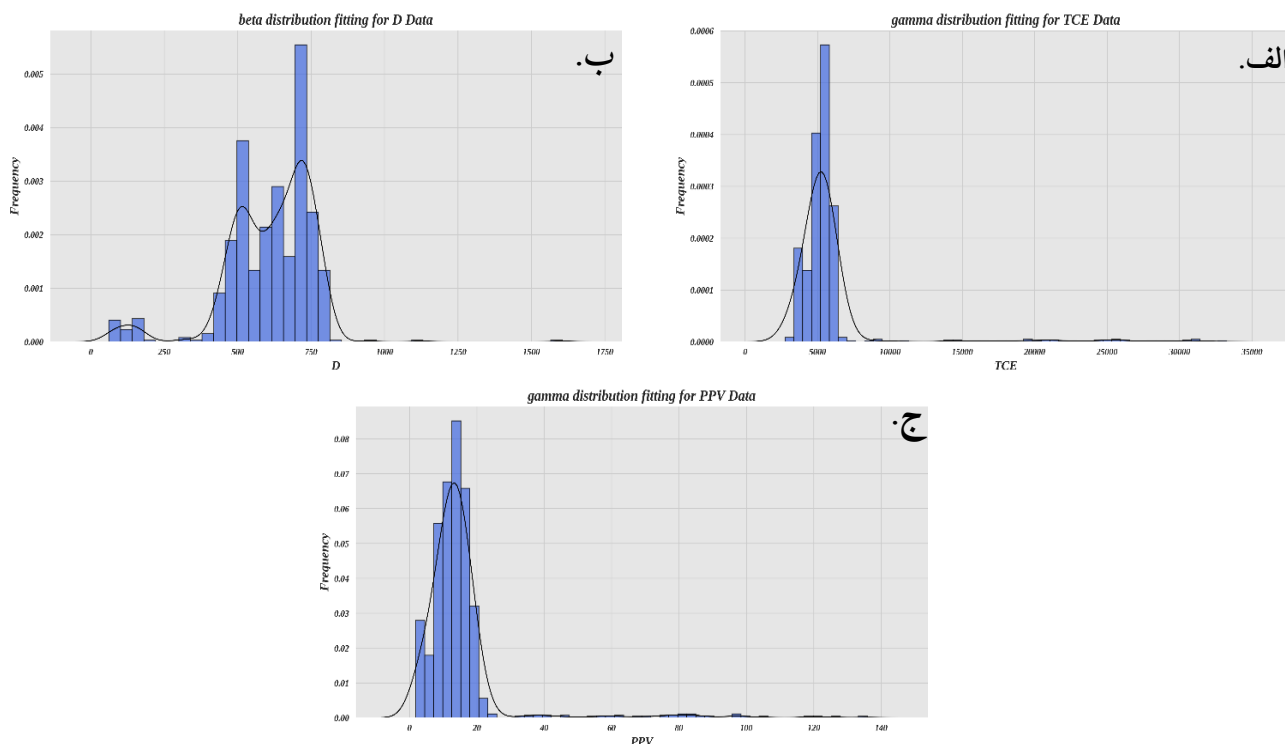 beta distribution fitting for D Data
ب.
Frequency
0.005
0.004
0.003
0.002
0.001
0.000
0 250 500 750 1000 1250 1500 1750
D
gamma distribution fitting for TCE Data
الف.
Frequency
0.0006
0.0005
0.0004
0.0003
0.0002
0.0001
0.0000
0 5000 10000 15000 20000 25000 30000 35000
TCE
gamma distribution fitting for PPV Data
ج.
Frequency
0.08
0.07
0.06
0.05
0.04
0.03
0.02
0.01
0.00
0 20 40 60 80 100 120 140
PPV